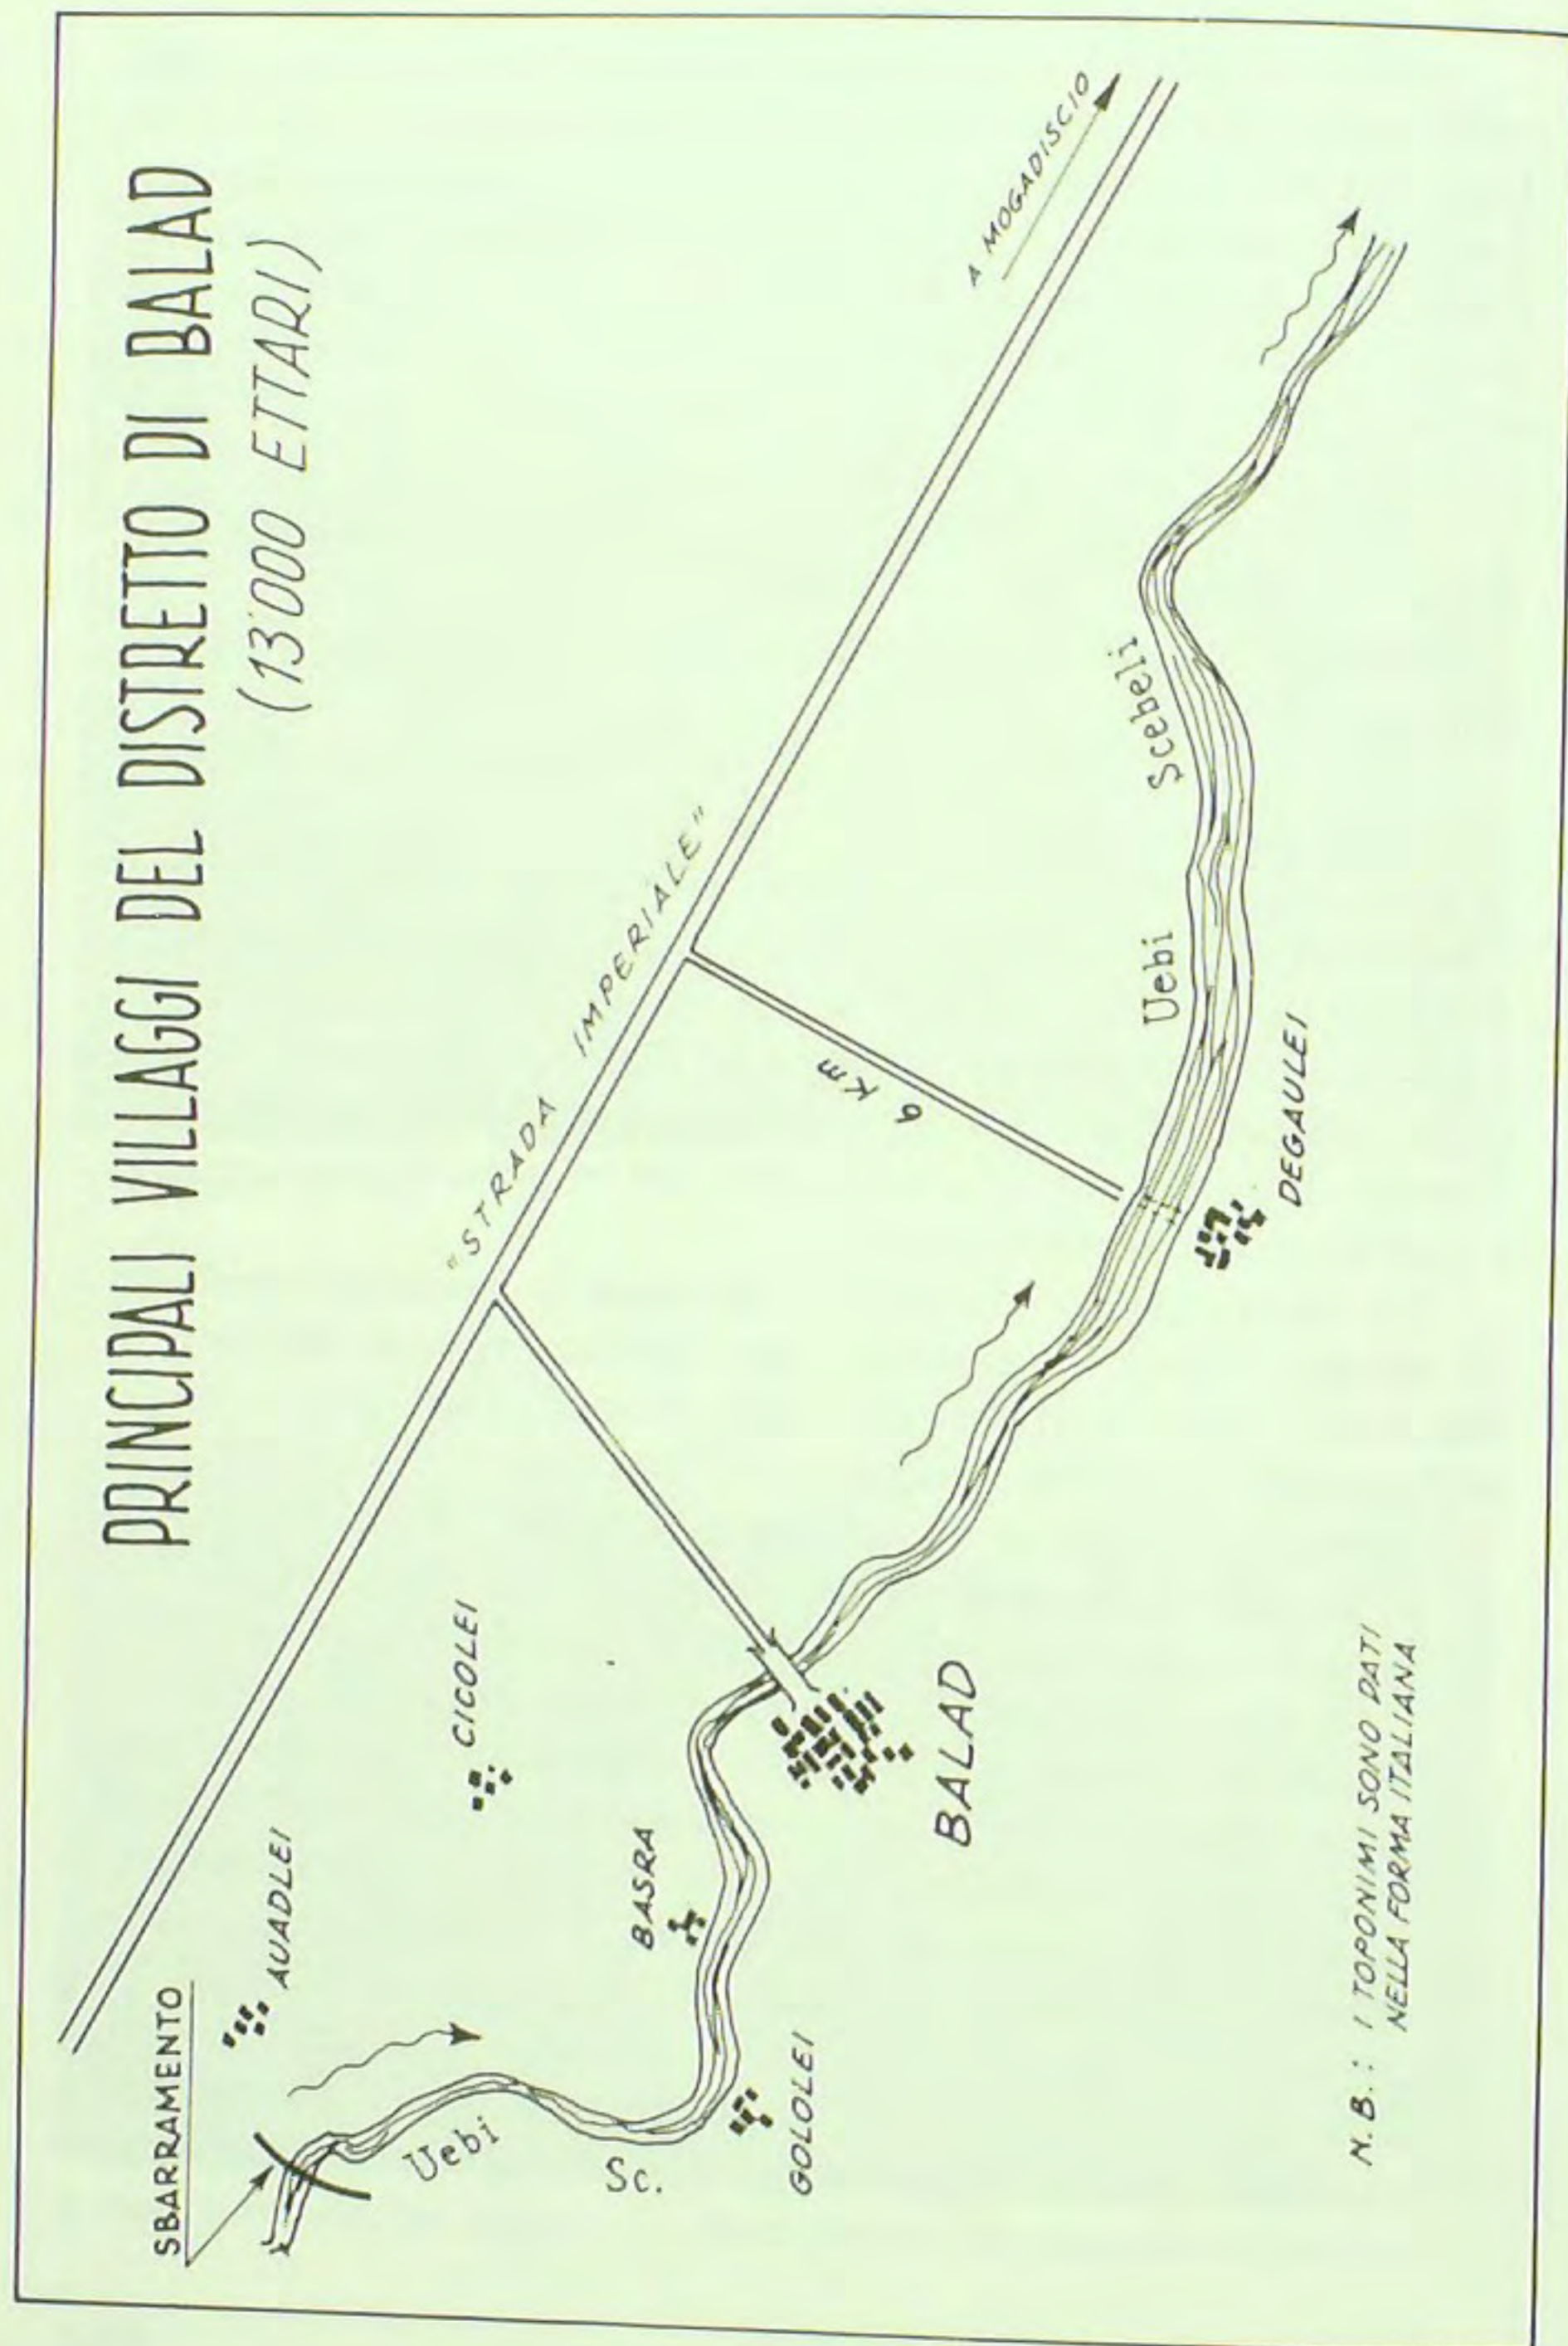 PRINCIPALI VILLAGGI DEL DISTRETTO DI BALAD
(13'000 ETTARI)
SBARRAMENTO
AUADLEI
CICOLEI
"STRADA IMPERIALE"
A MOGADISCIO
Uebi
Sc.
BASRA
GOLOLEI
BALAD
6 Km
Uebi Scebeli
DEGAULEI
N.B.: I TOPONIMI SONO DATI
NELLA FORMA ITALIANA